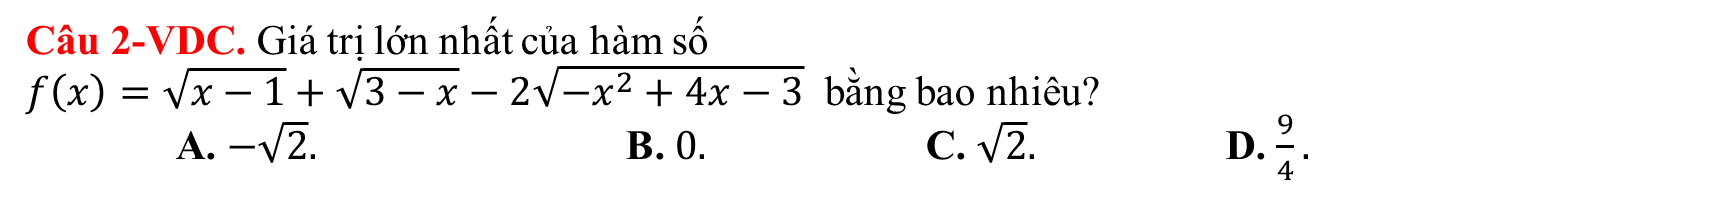 Câu 2-VDC. Giá trị lớn nhất của hàm số
f(x) = √(x − 1) + √(3 − x) − 2√(−x² + 4x − 3) bằng bao nhiêu?
A. −√2. B. 0. C. √2. D. 9/4.